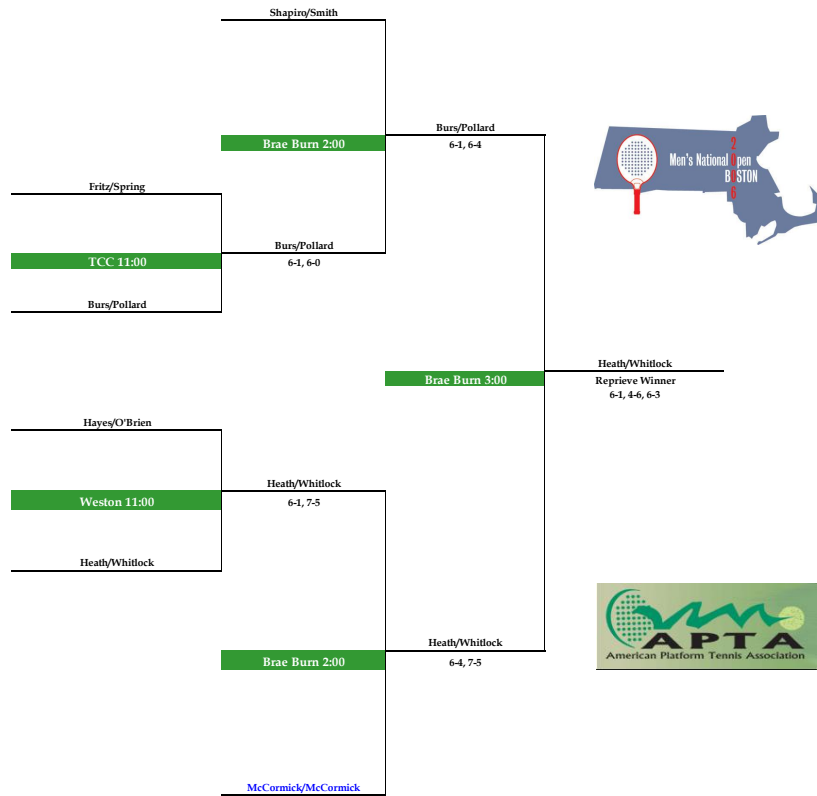 Shapiro/Smith
Burs/Pollard
Brae Burn 2:00
6-1, 6-4
2
0
0
6
Men's National Open
BOSTON
Fritz/Spring
Burs/Pollard
TCC 11:00
6-1, 6-0
Burs/Pollard
Heath/Whitlock
Brae Burn 3:00
Reprieve Winner
6-1, 4-6, 6-3
Hayes/O'Brien
Heath/Whitlock
Weston 11:00
6-1, 7-5
Heath/Whitlock
Heath/Whitlock
Brae Burn 2:00
6-4, 7-5
APTA
American Platform Tennis Association
McCormick/McCormick